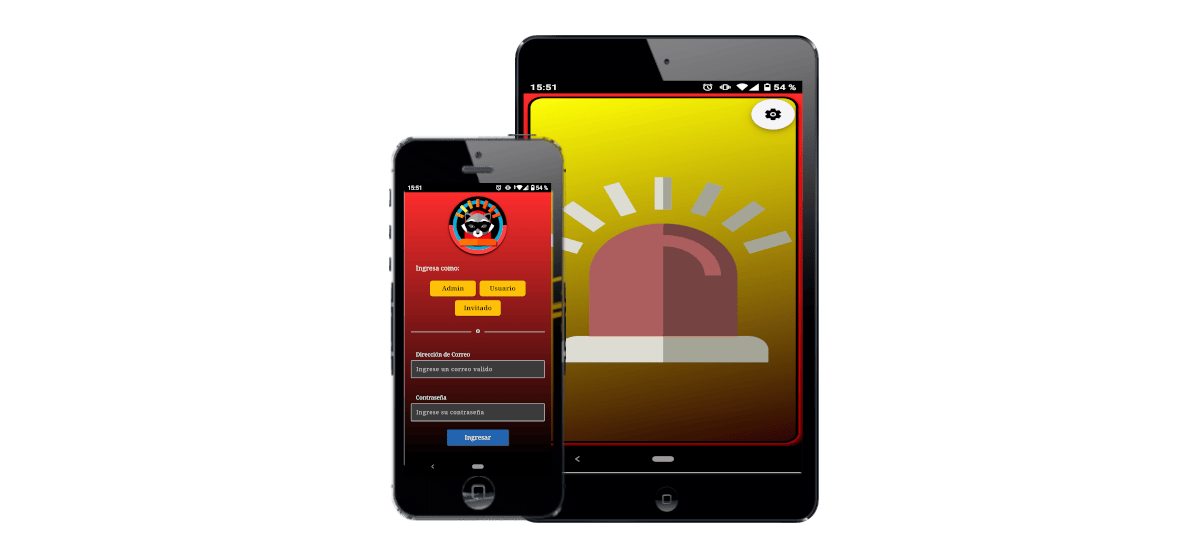 15:51
54 %
15:51
54 %
Ingresa como:
Admin
Usuario
Invitado
o
Dirección de Correo
Ingrese un correo valido
Contraseña
Ingrese su contraseña
Ingresar